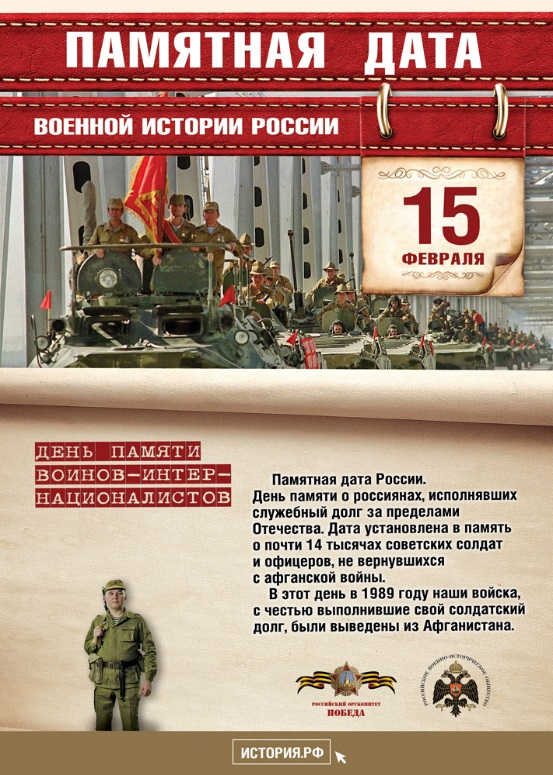 ПАМЯТНАЯ ДАТА
ВОЕННОЙ ИСТОРИИ РОССИИ
15
ФЕВРАЛЯ
ДЕНЬ ПАМЯТИ
ВОИНОВ-ИНТЕР-
НАЦИОНАЛИСТОВ
Памятная дата России.
День памяти о россиянах, исполнявших
служебный долг за пределами
Отечества. Дата установлена в память
о почти 14 тысячах советских солдат
и офицеров, не вернувшихся
с афганской войны.
В этот день в 1989 году наши войска,
с честью выполнившие свой солдатский
долг, были выведены из Афганистана.
РОССИЙСКИЙ ОРГКОМИТЕТ
ПОБЕДА
РОССИЙСКОЕ ВОЕННО-ИСТОРИЧЕСКОЕ ОБЩЕСТВО
ИСТОРИЯ.РФ